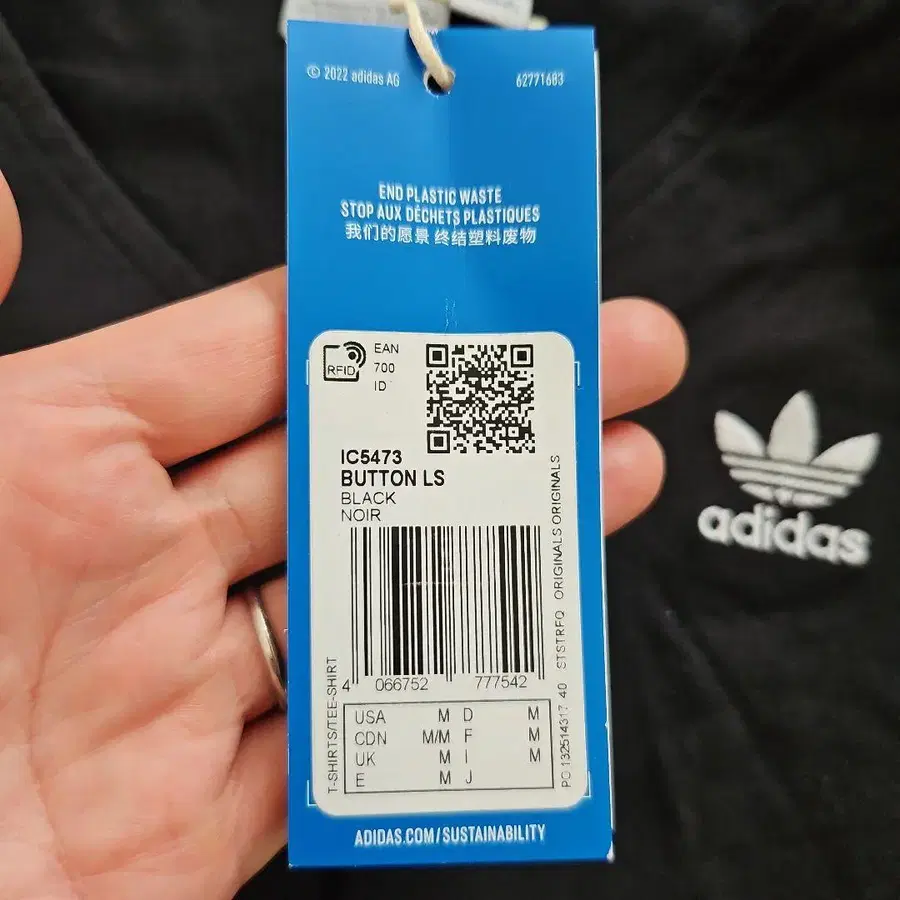 © 2022 adidas AG
62771683
END PLASTIC WASTE
STOP AUX DÉCHETS PLASTIQUES
我们的愿景 终结塑料废物
RFID
EAN
700
ID
IC5473
BUTTON LS
BLACK
NOIR
4 066752 777542
T-SHIRTS/TEE-SHIRT
PO 132514317 40 STSTRFQ ORIGINALS ORIGINALS
USA M D M
CDN M/M F M
UK M I M
E M J
ADIDAS.COM/SUSTAINABILITY
adidas